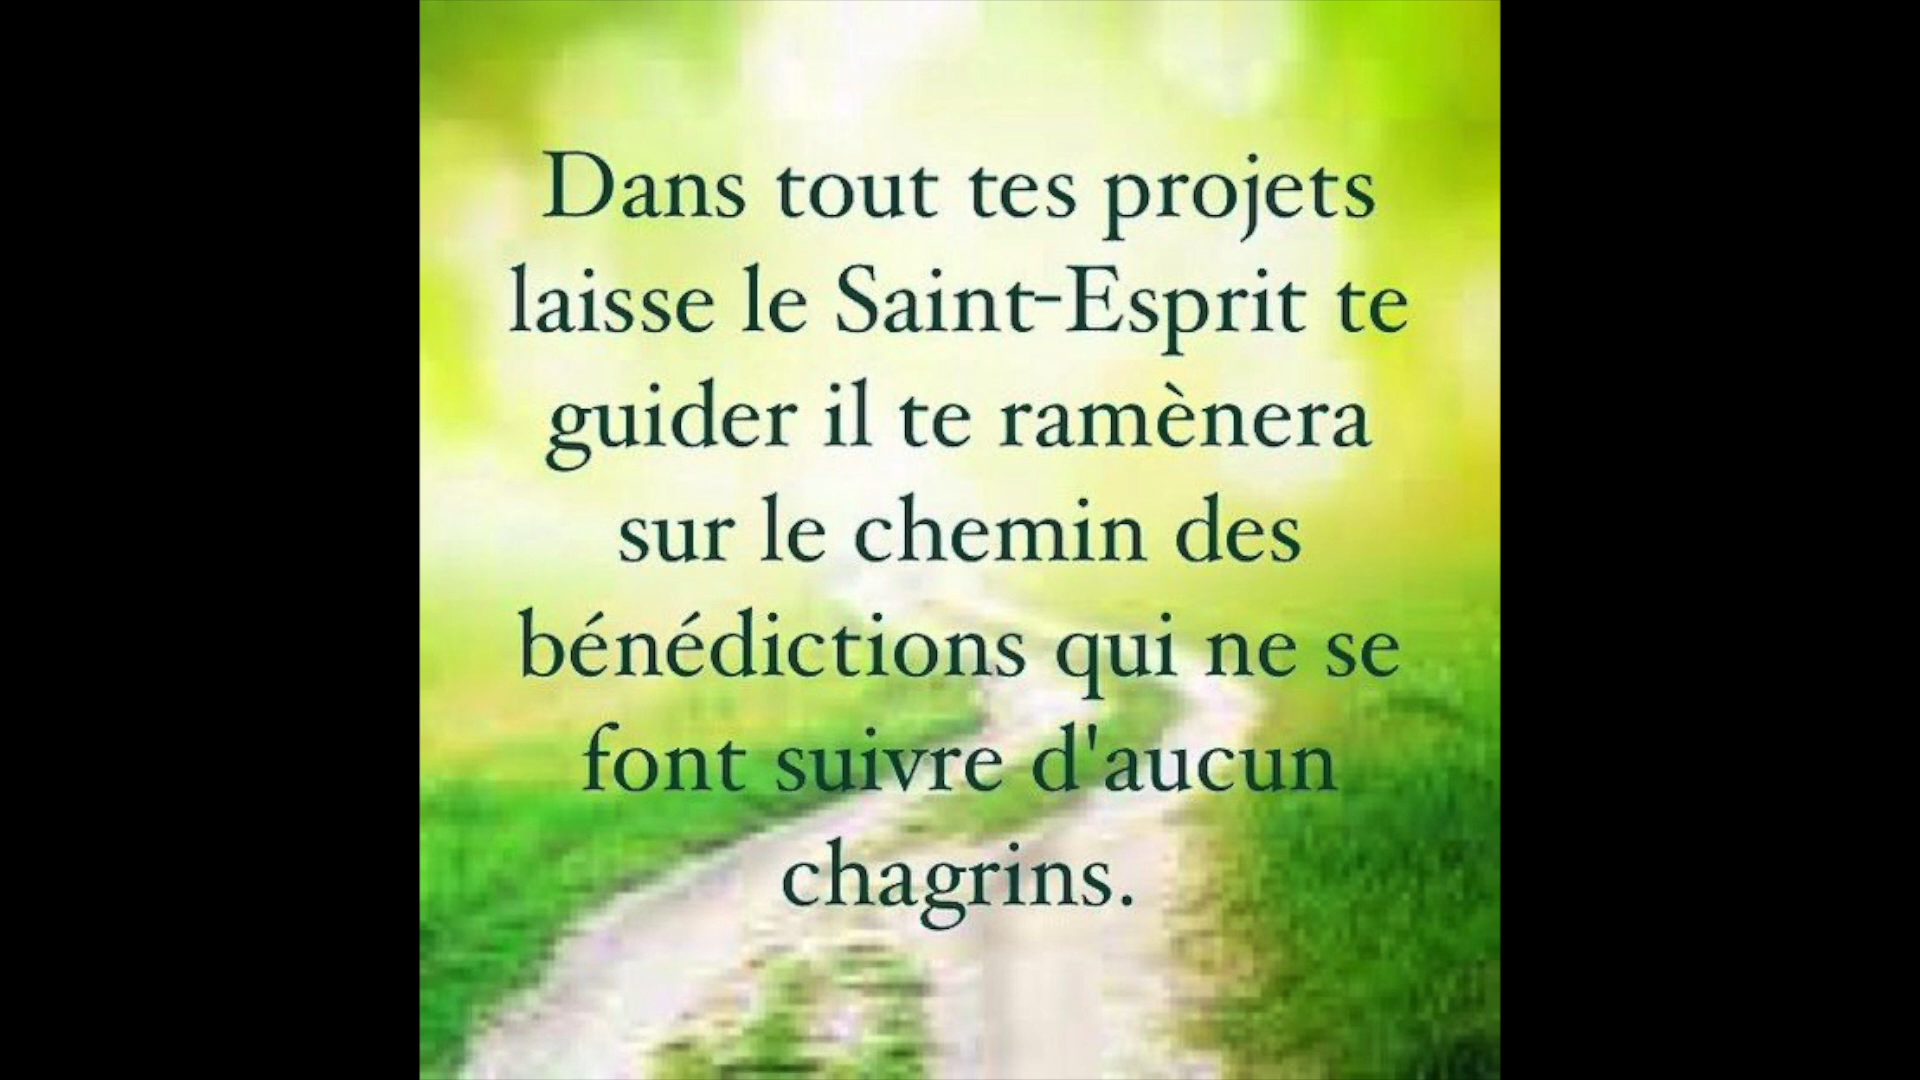 Dans tout tes projets
laisse le Saint-Esprit te
guider il te ramènera
sur le chemin des
bénédictions qui ne se
font suivre d'aucun
chagrins.